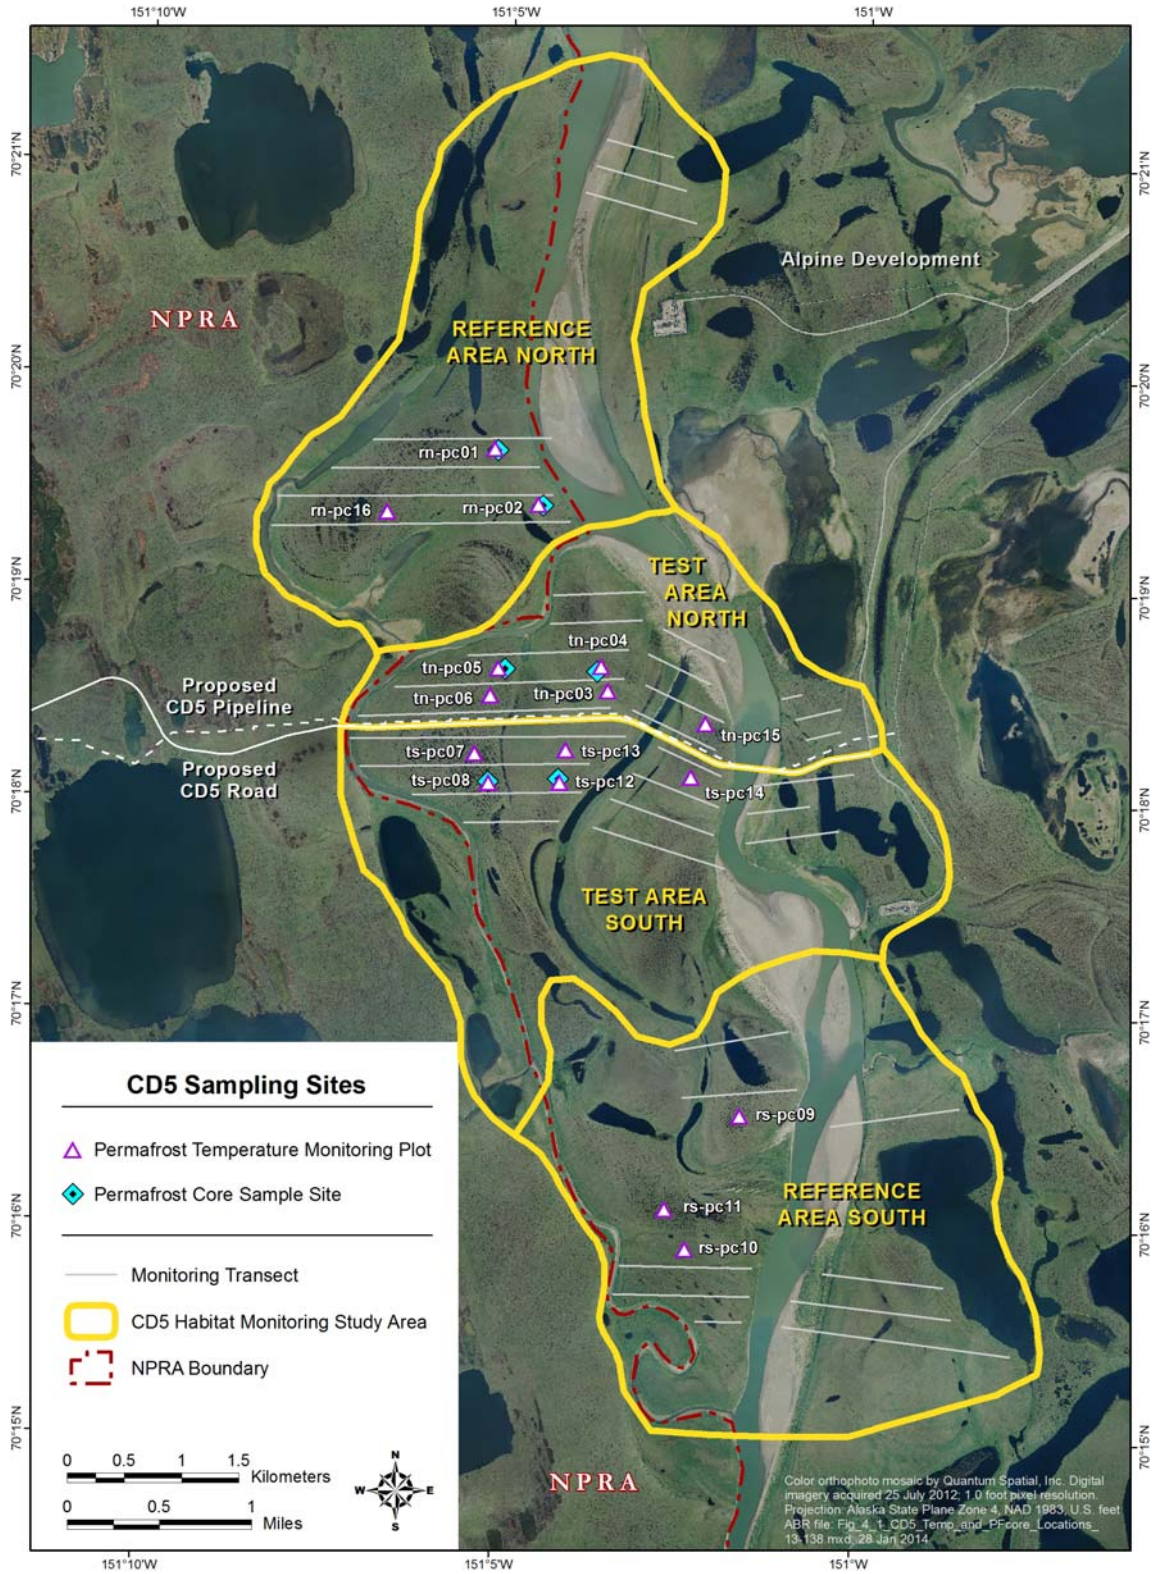 151°10'W
151°5'W
151°W
70°21'N
70°21'N
Alpine Development
NPRA
REFERENCE
AREA NORTH
70°20'N
70°20'N
rn-pc01
rn-pc16
rn-pc02
70°19'N
70°19'N
TEST
AREA
NORTH
tn-pc04
tn-pc05
tn-pc06
tn-pc03
Proposed
CD5 Pipeline
tn-pc15
ts-pc07
ts-pc13
Proposed
CD5 Road
ts-pc08
ts-pc12
ts-pc14
70°18'N
70°18'N
TEST AREA
SOUTH
70°17'N
70°17'N
CD5 Sampling Sites
Permafrost Temperature Monitoring Plot
Permafrost Core Sample Site
Monitoring Transect
CD5 Habitat Monitoring Study Area
NPRA Boundary
rs-pc09
REFERENCE
AREA SOUTH
rs-pc11
rs-pc10
70°16'N
70°16'N
70°15'N
70°15'N
0 0.5 1 1.5
Kilometers
0 0.5 1
Miles
N
W E
S
NPRA
Color orthophoto mosaic by Quantum Spatial, Inc. Digital
imagery acquired 25 July 2012; 1.0 foot pixel resolution.
Projection: Alaska State Plane Zone 4, NAD 1983, U.S. feet
ABR file: Fig_4_1_CD5_Temp_and_PFcore_Locations_
13-138.mxd, 28 Jan 2014
151°10'W
151°5'W
151°W